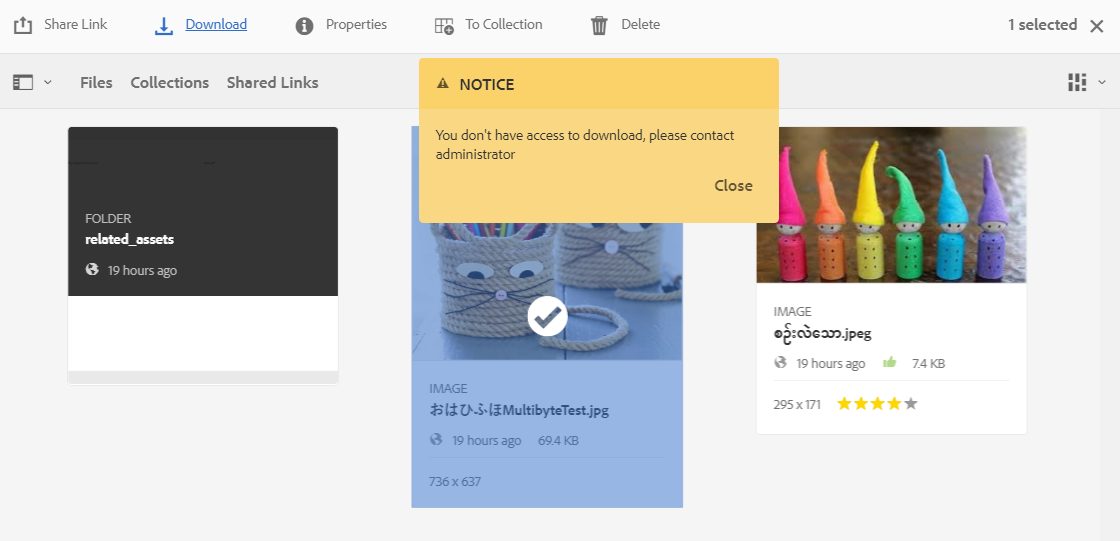 Share Link
Download
Properties
To Collection
Delete
1 selected
Files
Collections
Shared Links
NOTICE
You don't have access to download, please contact
administrator
Close
FOLDER
related_assets
19 hours ago
IMAGE
おはひふほMultibyteTest.jpg
19 hours ago 69.4 KB
736 x 637
IMAGE
စဉ်းလဲသော.jpeg
19 hours ago 7.4 KB
295 x 171